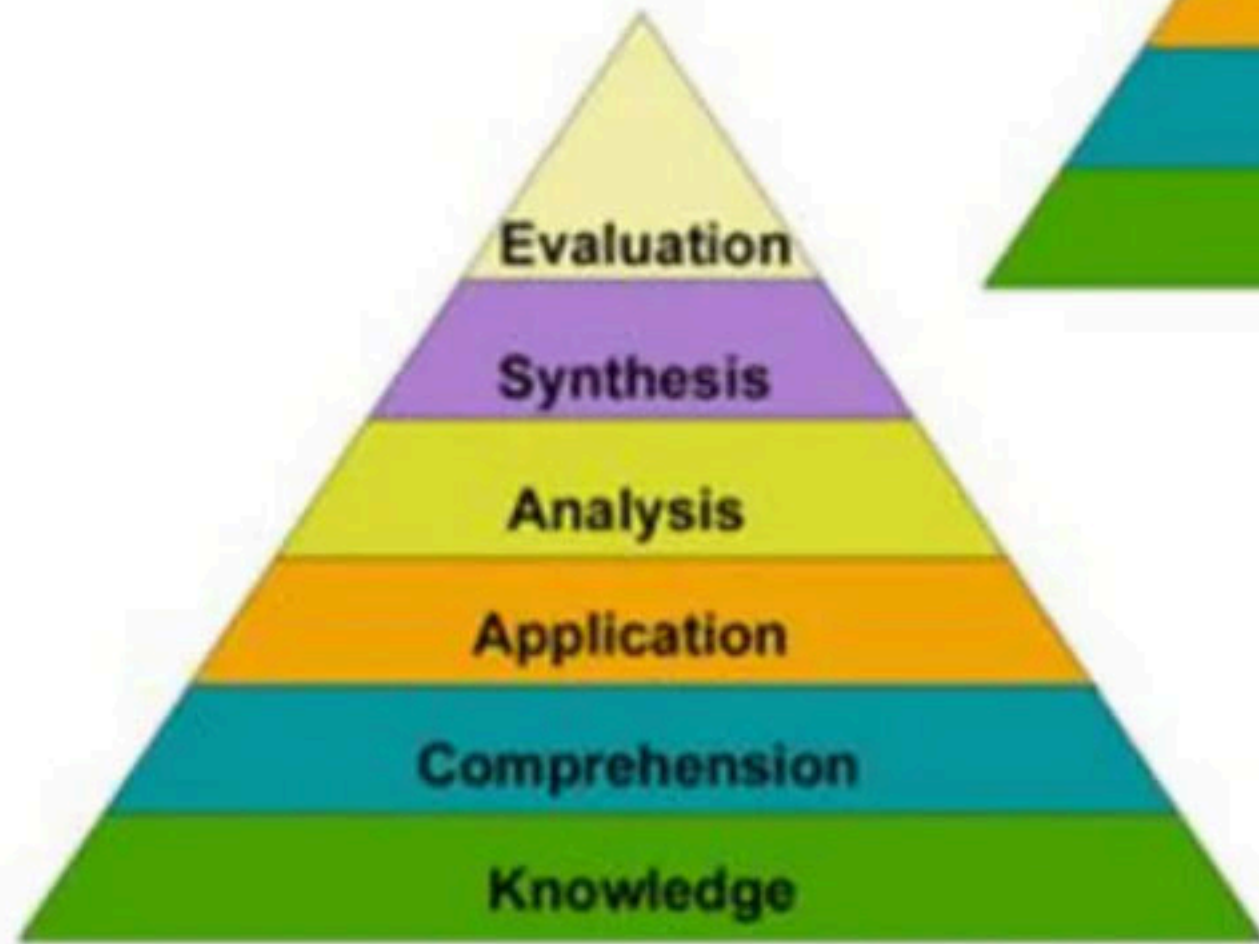 Evaluation
Synthesis
Analysis
Application
Comprehension
Knowledge